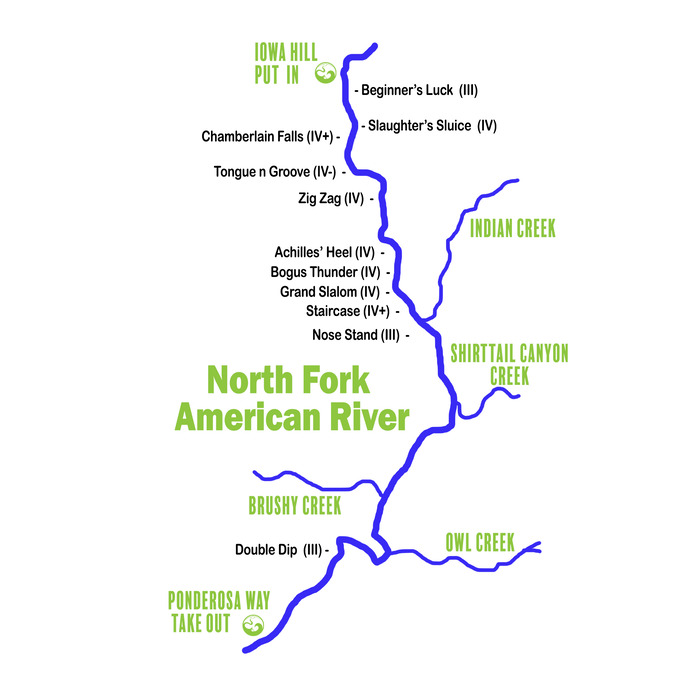 IOWA HILL
PUT IN
- Beginner's Luck (III)
- Slaughter's Sluice (IV)
Chamberlain Falls (IV+) -
Tongue n Groove (IV-) -
Zig Zag (IV) -
INDIAN CREEK
Achilles' Heel (IV) -
Bogus Thunder (IV) -
Grand Slalom (IV) -
Staircase (IV+) -
Nose Stand (III) -
SHIRTTAIL CANYON
CREEK
North Fork
American River
BRUSHY CREEK
OWL CREEK
Double Dip (III) -
PONDEROSA WAY
TAKE OUT